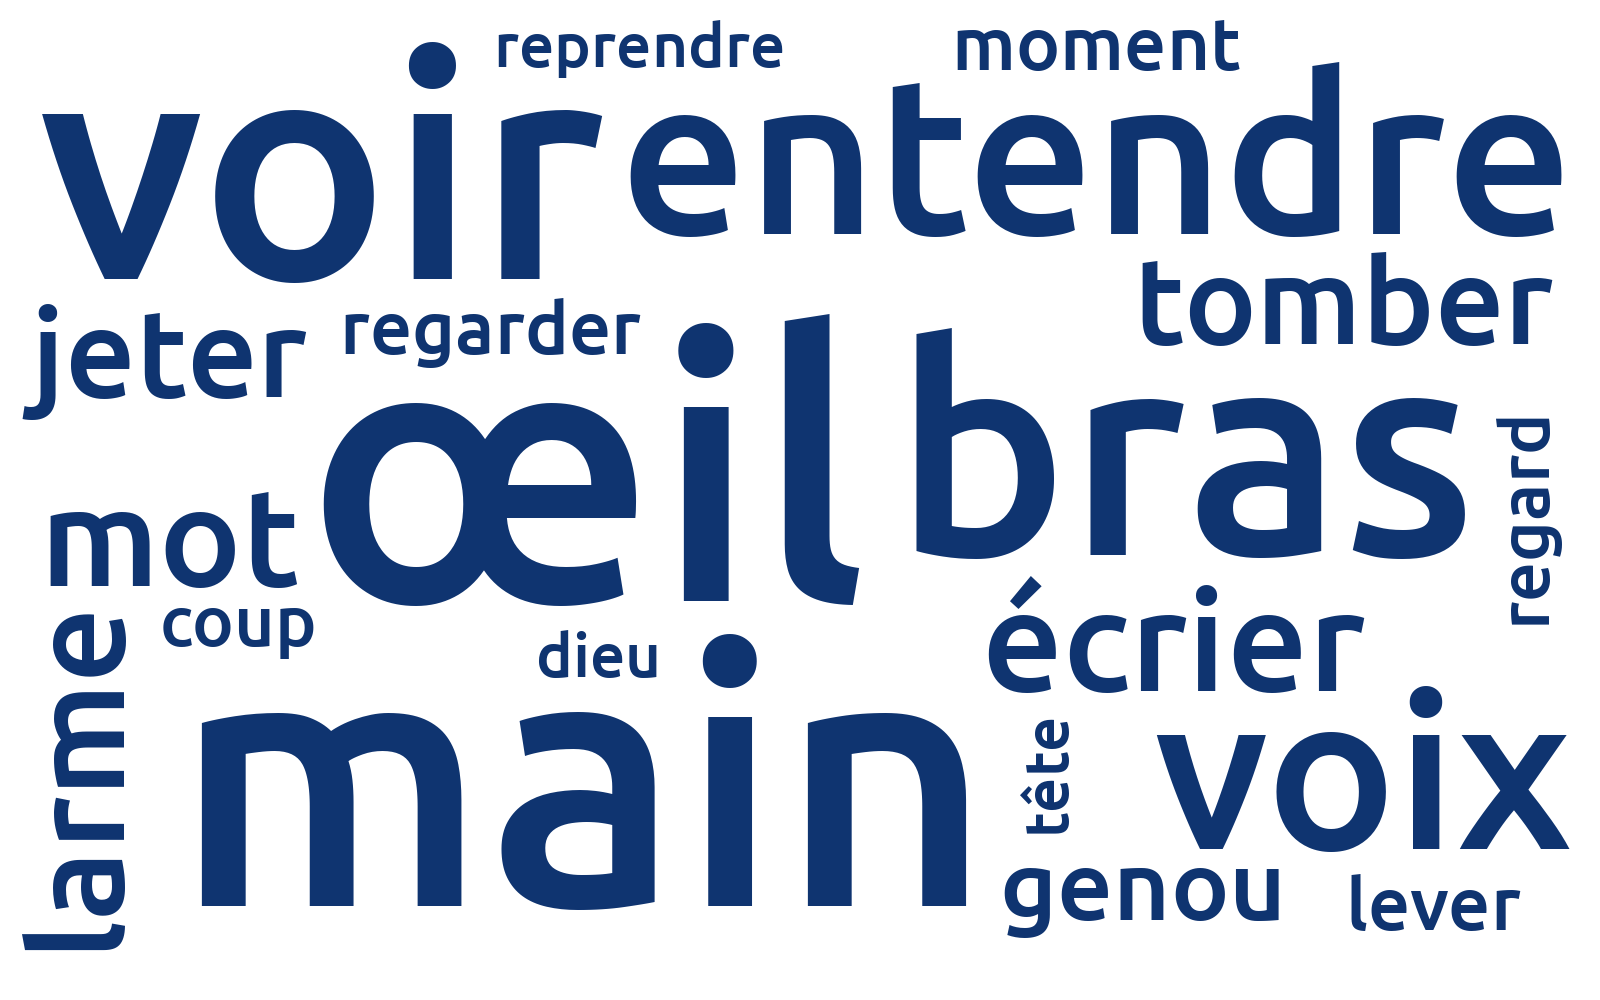 reprendre
moment
voir
entendre
tomber
jeter
regarder
œil
bras
regard
mot
coup
larme
dieu
écrier
main
tête
voix
genou
lever